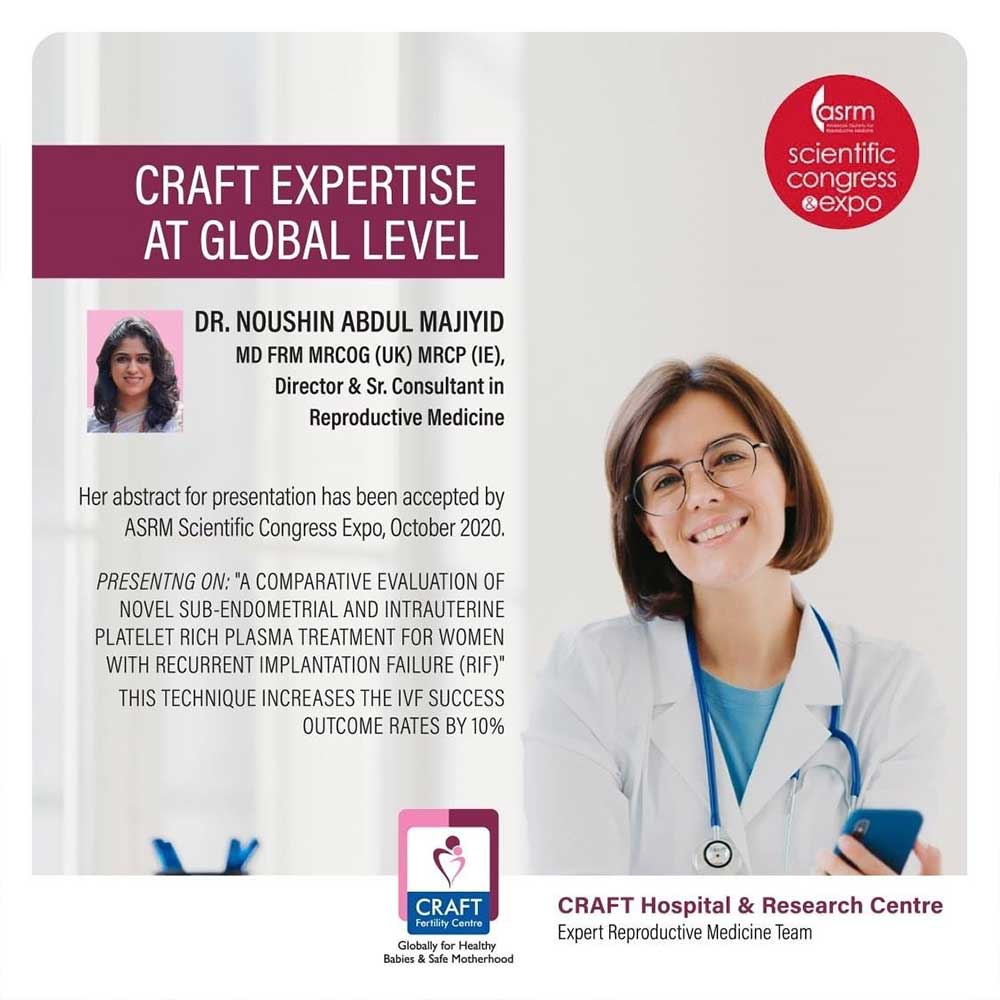 asrm
scientific
congress
&expo
CRAFT EXPERTISE
AT GLOBAL LEVEL
DR. NOUSHIN ABDUL MAJIYID
MD FRM MRCOG (UK) MRCP (IE),
Director & Sr. Consultant in
Reproductive Medicine
Her abstract for presentation has been accepted by
ASRM Scientific Congress Expo, October 2020.
PRESENTNG ON: "A COMPARATIVE EVALUATION OF
NOVEL SUB-ENDOMETRIAL AND INTRAUTERINE
PLATELET RICH PLASMA TREATMENT FOR WOMEN
WITH RECURRENT IMPLANTATION FAILURE (RIF)"
THIS TECHNIQUE INCREASES THE IVF SUCCESS
OUTCOME RATES BY 10%
CRAFT
Fertility Centre
Globally for Healthy
Babies & Safe Motherhood
CRAFT Hospital & Research Centre
Expert Reproductive Medicine Team